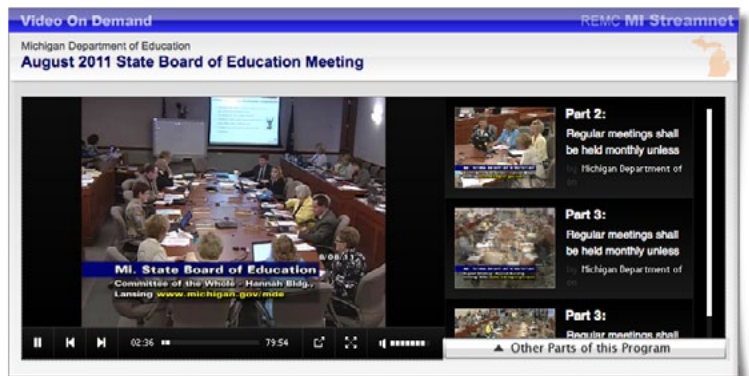 Video On Demand
REMC MI Streamnet
Michigan Department of Education
August 2011 State Board of Education Meeting
8/08.11
Mi. State Board of Education
Committee of the Whole - Hannah Bldg.,
Lansing www.michigan.gov/mde
02:36
79:54
Part 2:
Regular meetings shall
be held monthly unless
by Michigan Department of
on
Part 3:
Regular meetings shall
be held monthly unless
by Michigan Department of
on
Part 3:
Regular meetings shall
▲ Other Parts of this Program